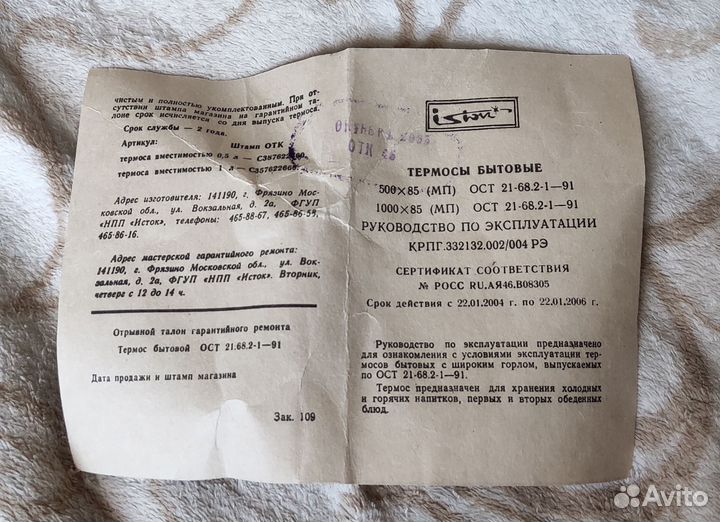 чистым и полностью укомплектованным. При от-
сутствии штампа магазина на гарантийном та-
лоне срок исчисляется со дня выпуска термоса.
Срок службы — 2 года.
Артикул: Штамп ОТК
термоса вместимостью 0,5 л —
термоса вместимостью 1 л —
ОТК
Адрес изготовителя: 141190, г. Фрязино Мос-
ковской обл., ул. Вокзальная, д. 2а, ФГУП
«НПП «Исток», телефоны: 465-88-67, 465-86-59,
465-86-16.
Адрес мастерской гарантийного ремонта:
141190, г. Фрязино Московской обл., ул. Вок-
зальная, д. 2а, ФГУП «НПП «Исток». Вторник,
четверг с 12 до 14 ч.
Отрывной талон гарантийного ремонта
Термос бытовой ОСТ 21-68.2-1—91
Дата продажи и штамп магазина
Зак. 109
istok
ТЕРМОСЫ БЫТОВЫЕ
500×85 (МП) ОСТ 21-68.2-1—91
1000×85 (МП) ОСТ 21-68.2-1—91
РУКОВОДСТВО ПО ЭКСПЛУАТАЦИИ
КРПГ.332132.002/004 РЭ
СЕРТИФИКАТ СООТВЕТСТВИЯ
№ РОСС RU.АЯ46.В08305
Срок действия с 22.01.2004 г. по 22.01.2006 г.
Руководство по эксплуатации предназначено
для ознакомления с условиями эксплуатации тер-
мосов бытовых с широким горлом, выпускаемых
по ОСТ 21-68.2-1—91.
Термос предназначен для хранения холодных
и горячих напитков, первых и вторых обеденных
блюд.
Avito